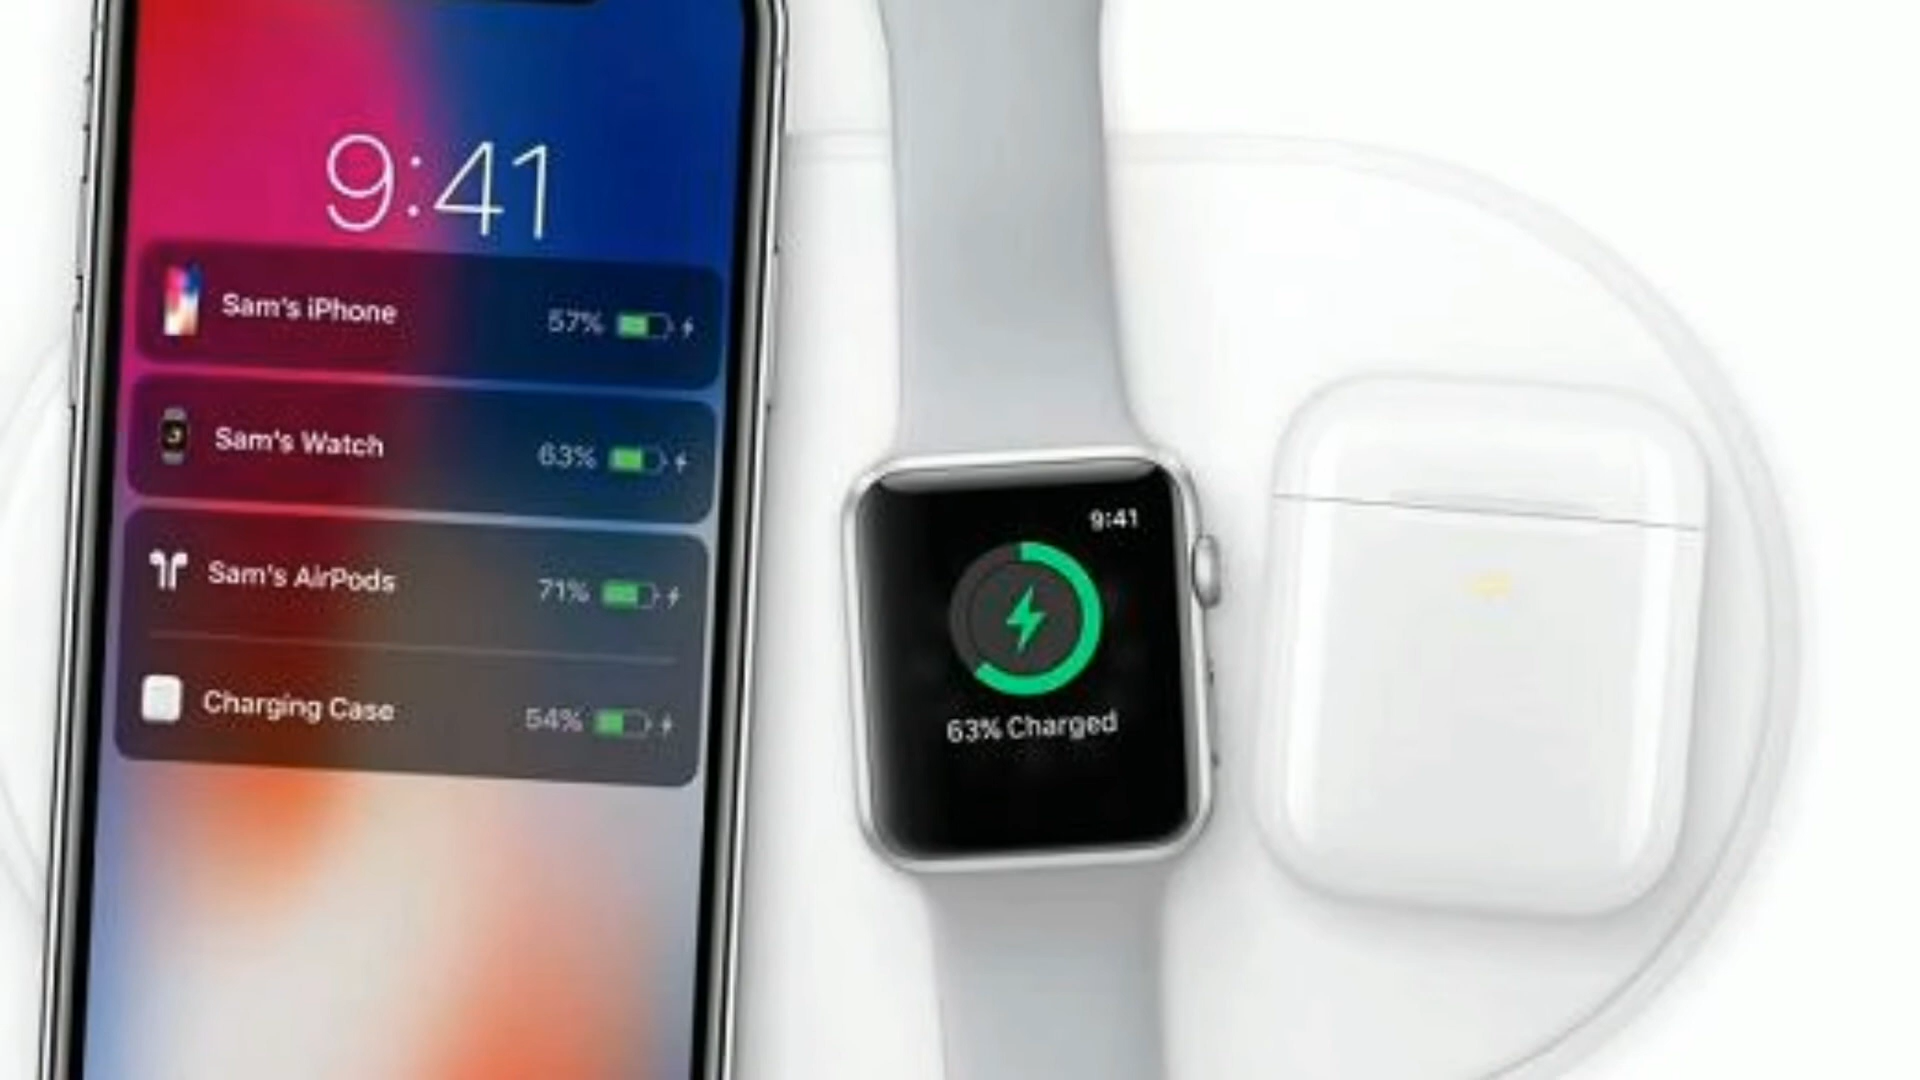 9:41
Sam's iPhone 57%
Sam's Watch 63%
Sam's AirPods 71%
Charging Case 54%
9:41
63% Charged